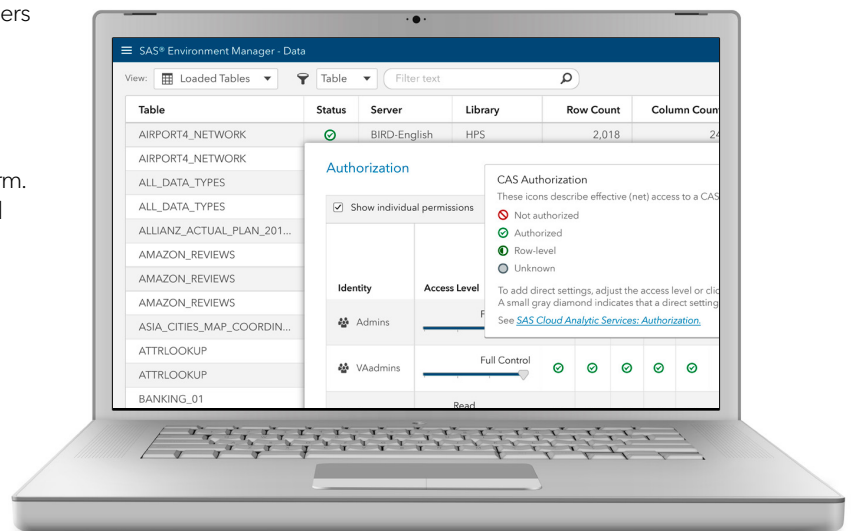 ers
rm.
SAS® Environment Manager - Data
View: Loaded Tables Table Filter text
Table Status Server Library Row Count Column Coun
AIRPORT4_NETWORK BIRD-English HPS 2,018 24
AIRPORT4_NETWORK
ALL_DATA_TYPES
ALL_DATA_TYPES
ALLIANZ_ACTUAL_PLAN_201...
AMAZON_REVIEWS
AMAZON_REVIEWS
AMAZON_REVIEWS
ASIA_CITIES_MAP_COORDIN...
ATTRLOOKUP
ATTRLOOKUP
BANKING_01
Authorization
Show individual permissions
Identity Access Level
Admins F
VAadmins Full Control
Read
CAS Authorization
These icons describe effective (net) access to a CAS
Not authorized
Authorized
Row-level
Unknown
To add direct settings, adjust the access level or clic
A small gray diamond indicates that a direct setting
See SAS Cloud Analytic Services: Authorization.